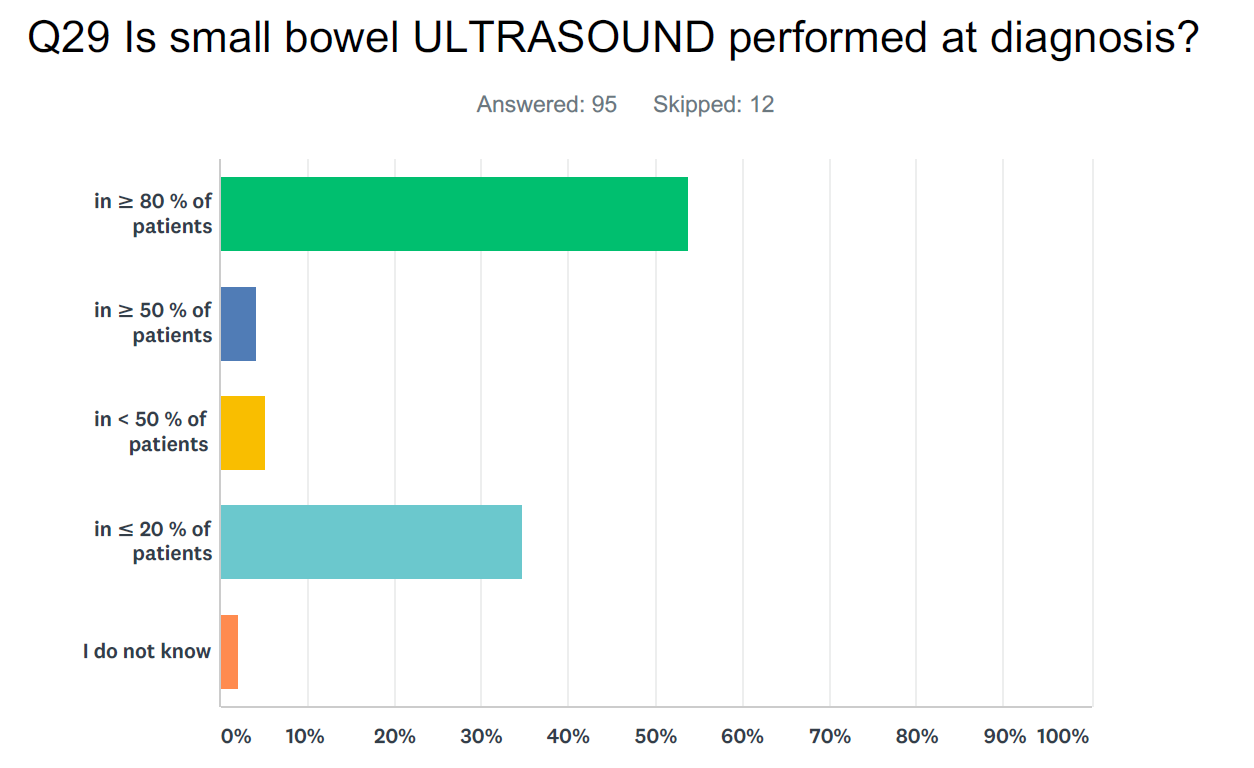 Q29 Is small bowel ULTRASOUND performed at diagnosis?
Answered: 95 Skipped: 12
in ≥ 80 % of
patients
in ≥ 50 % of
patients
in < 50 % of
patients
in ≤ 20 % of
patients
I do not know
0% 10% 20% 30% 40% 50% 60% 70% 80% 90% 100%